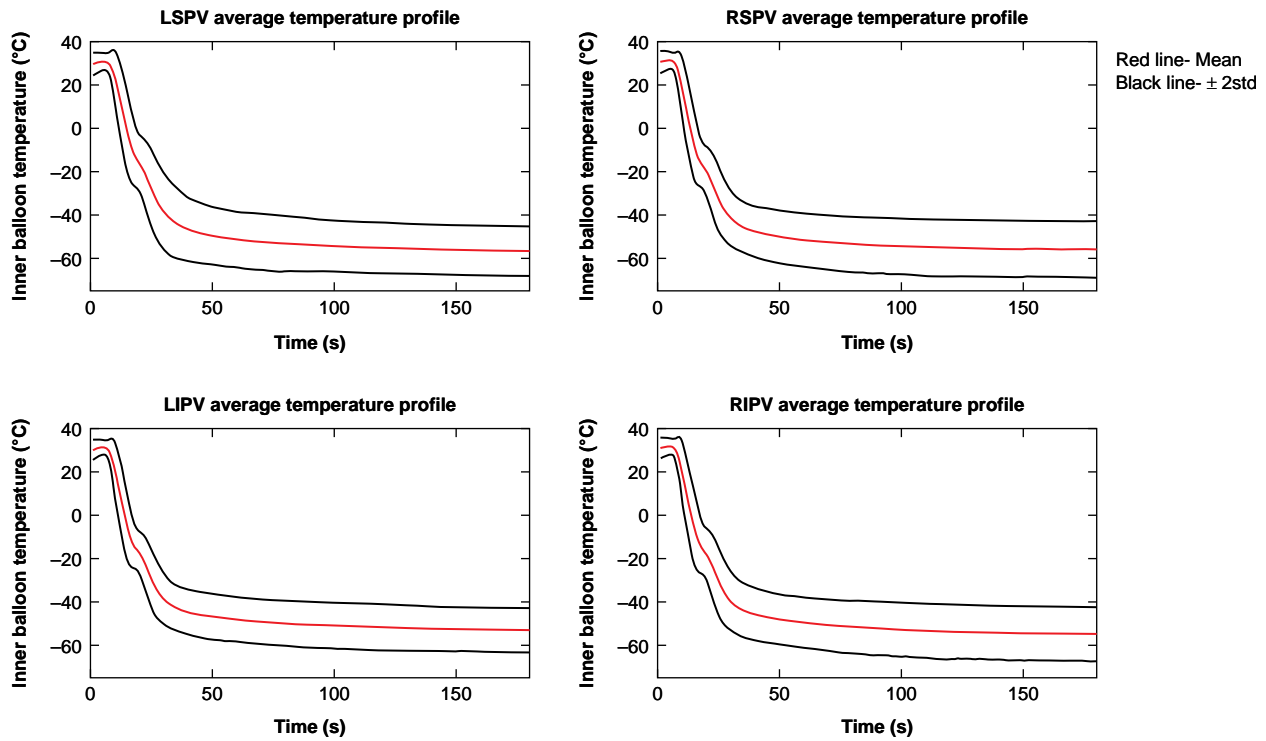 LSPV average temperature profile
Inner balloon temperature (°C)
40
20
0
–20
–40
–60
0
50
100
150
Time (s)
RSPV average temperature profile
Inner balloon temperature (°C)
40
20
0
–20
–40
–60
0
50
100
150
Time (s)
Red line- Mean
Black line- ± 2std
LIPV average temperature profile
Inner balloon temperature (°C)
40
20
0
–20
–40
–60
0
50
100
150
Time (s)
RIPV average temperature profile
Inner balloon temperature (°C)
40
20
0
–20
–40
–60
0
50
100
150
Time (s)